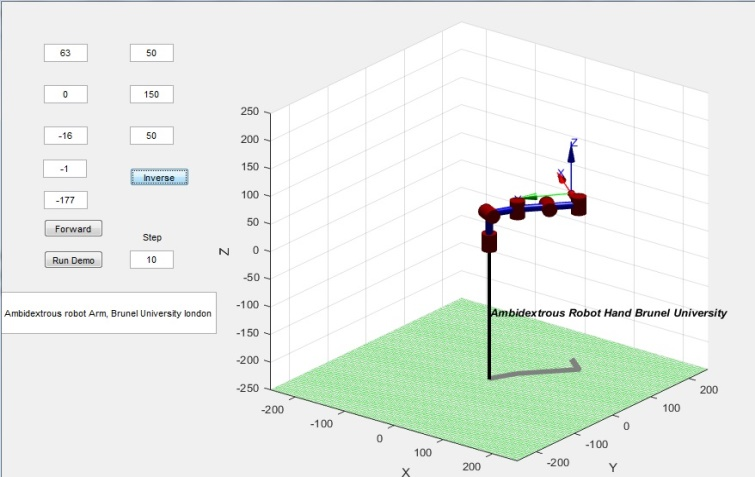 63 50
0 150
-16 50
-1
Inverse
-177
Forward
Step
Run Demo 10
Ambidextrous robot Arm, Brunel University london
250
200
150
100
50
0
-50
-100
-150
-200
-250
Z
Z
X
Ambidextrous Robot Hand Brunel University
-200
-100
0
100
200
X
-200
-100
0
100
200
Y